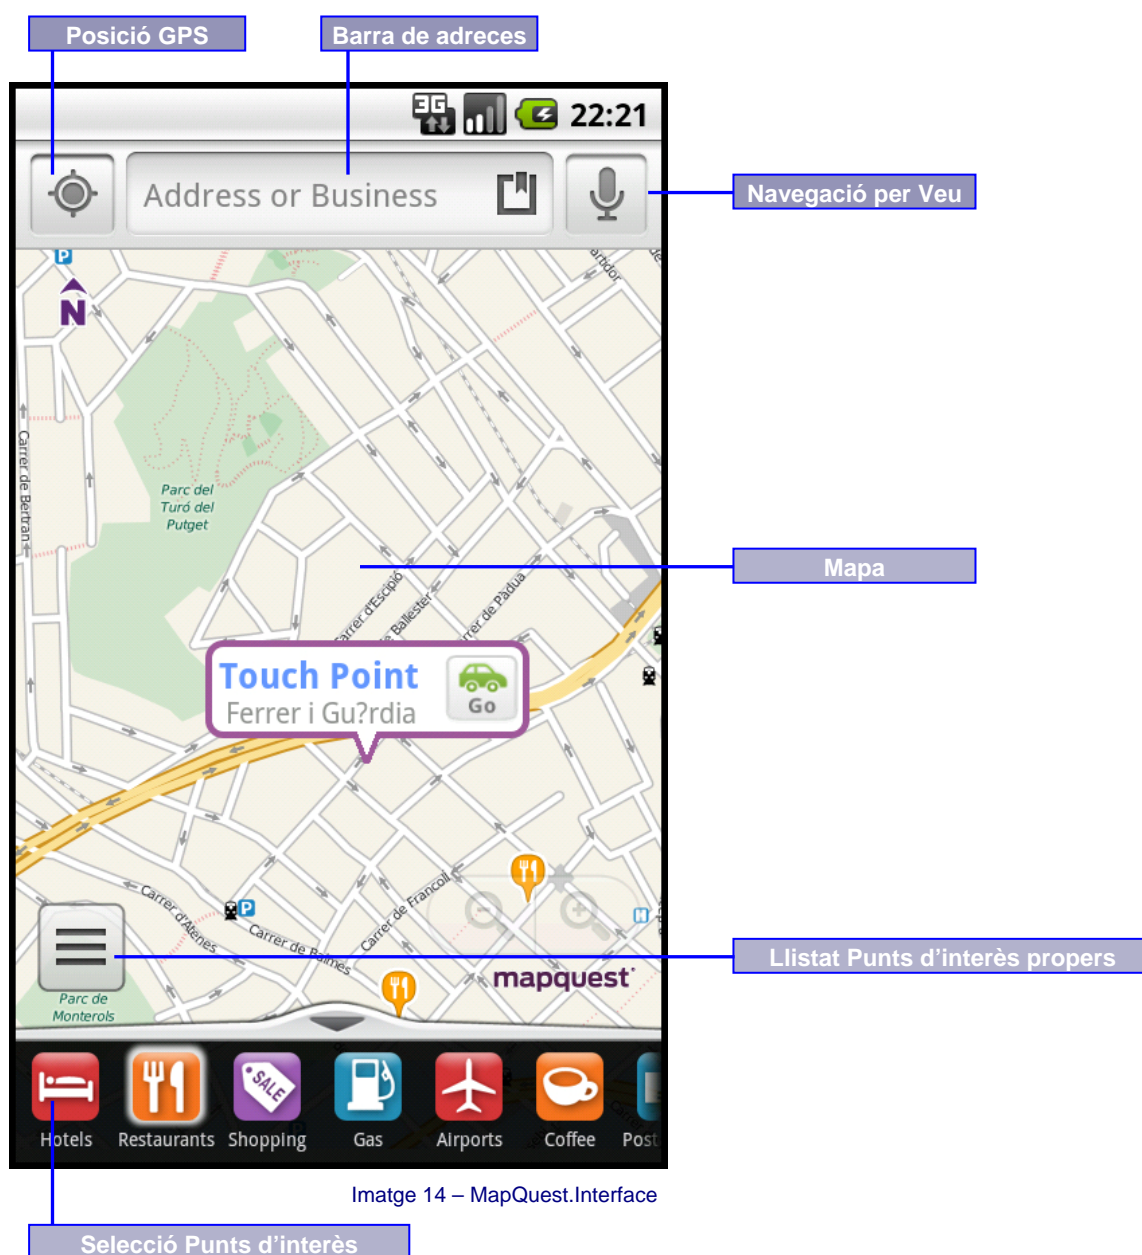 Posició GPS
Barra de adreces
3G
22:21
Address or Business
Navegació per Veu
P
N
Carrer de Bertran
Parc del
Turó del
Putget
Mapa
Carrer d'Escipió
de Ballester
rer de Pàdua
Touch Point
Ferrer i Gu?rdia
Go
Carrer d'Atenes
P
Carrer de Balmes
Carrer de Francolí
H
Llistat Punts d'interès propers
mapquest
Parc de
Monterols
SALE
Hotels
Restaurants
Shopping
Gas
Airports
Coffee
Post
Imatge 14 – MapQuest.Interface
Selecció Punts d'interès